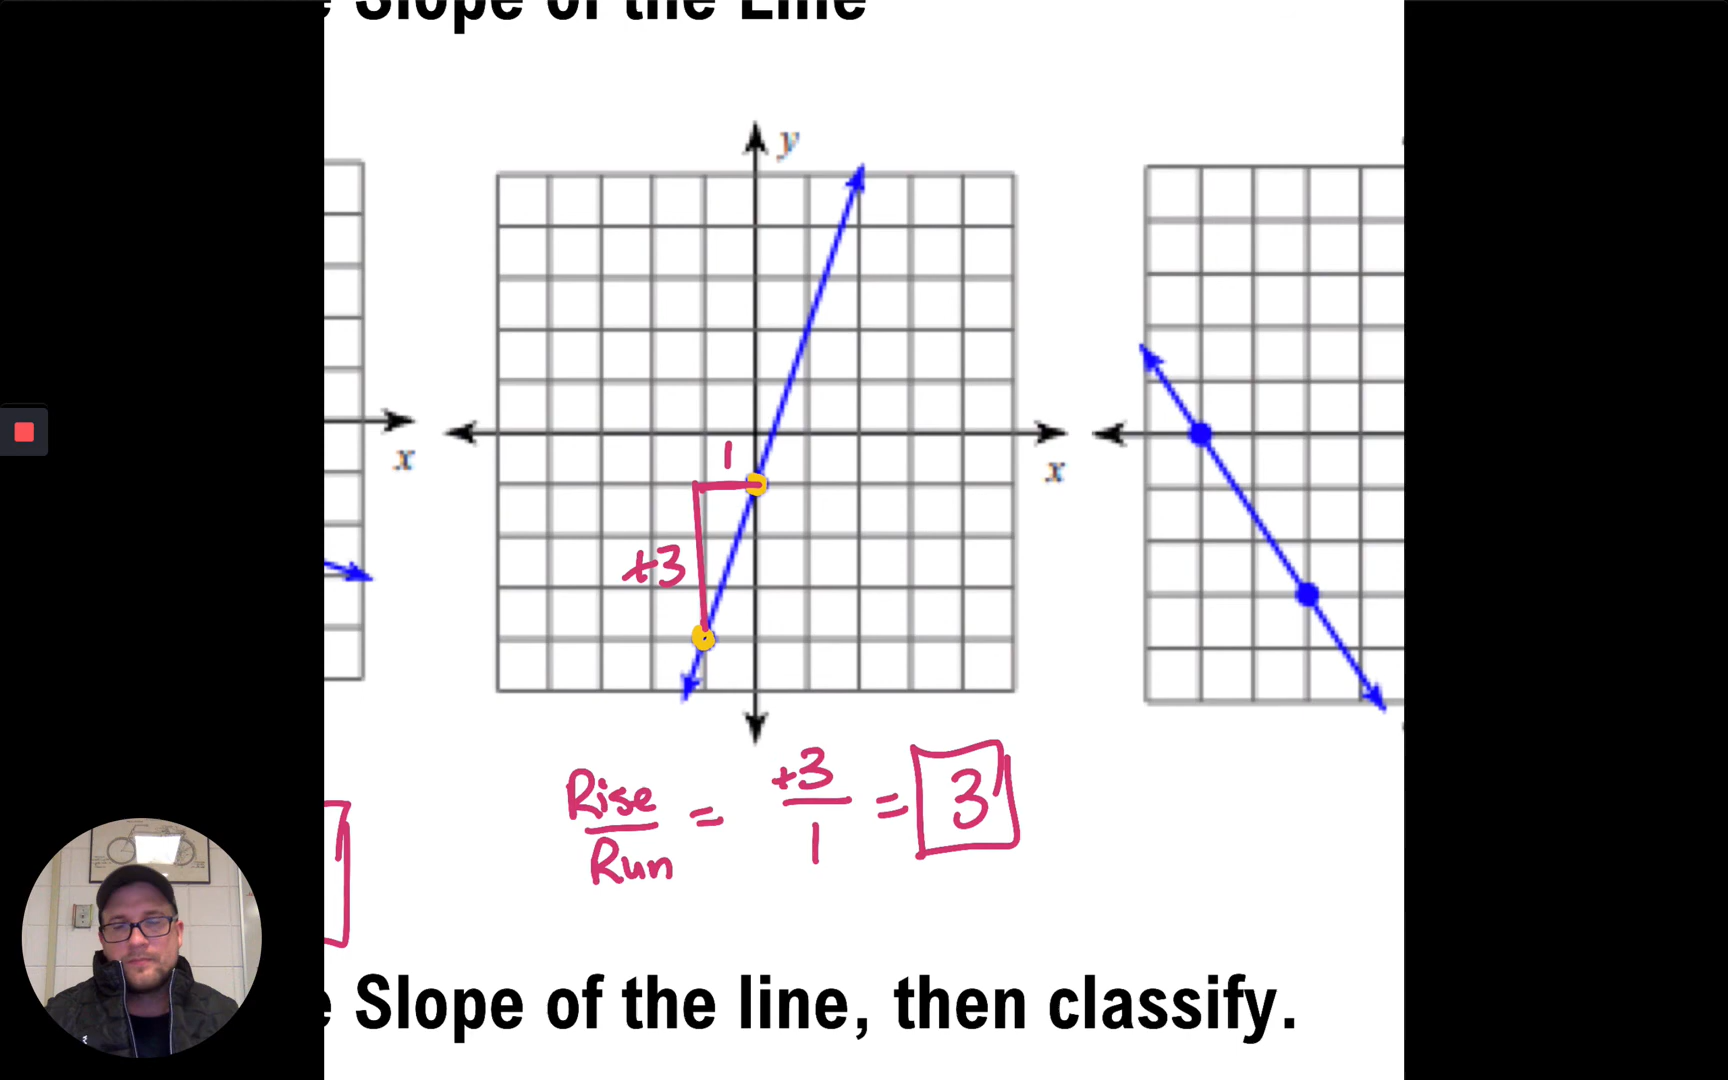 Slope of the Line
y
x
x
1
+3
Rise
Run
=
+3
1
=
3
Slope of the line, then classify.